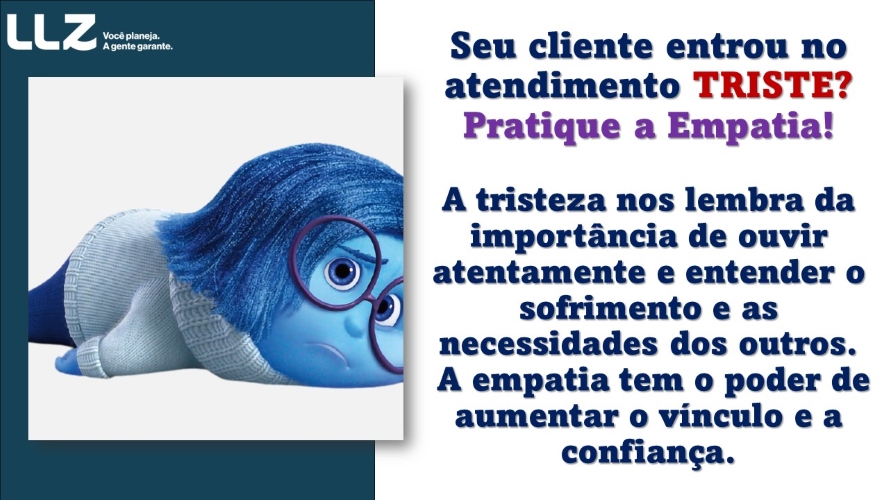 LLZ
Você planeja.
A gente garante.
Seu cliente entrou no
atendimento TRISTE?
Pratique a Empatia!
A tristeza nos lembra da
importância de ouvir
atentamente e entender o
sofrimento e as
necessidades dos outros.
A empatia tem o poder de
aumentar o vínculo e a
confiança.